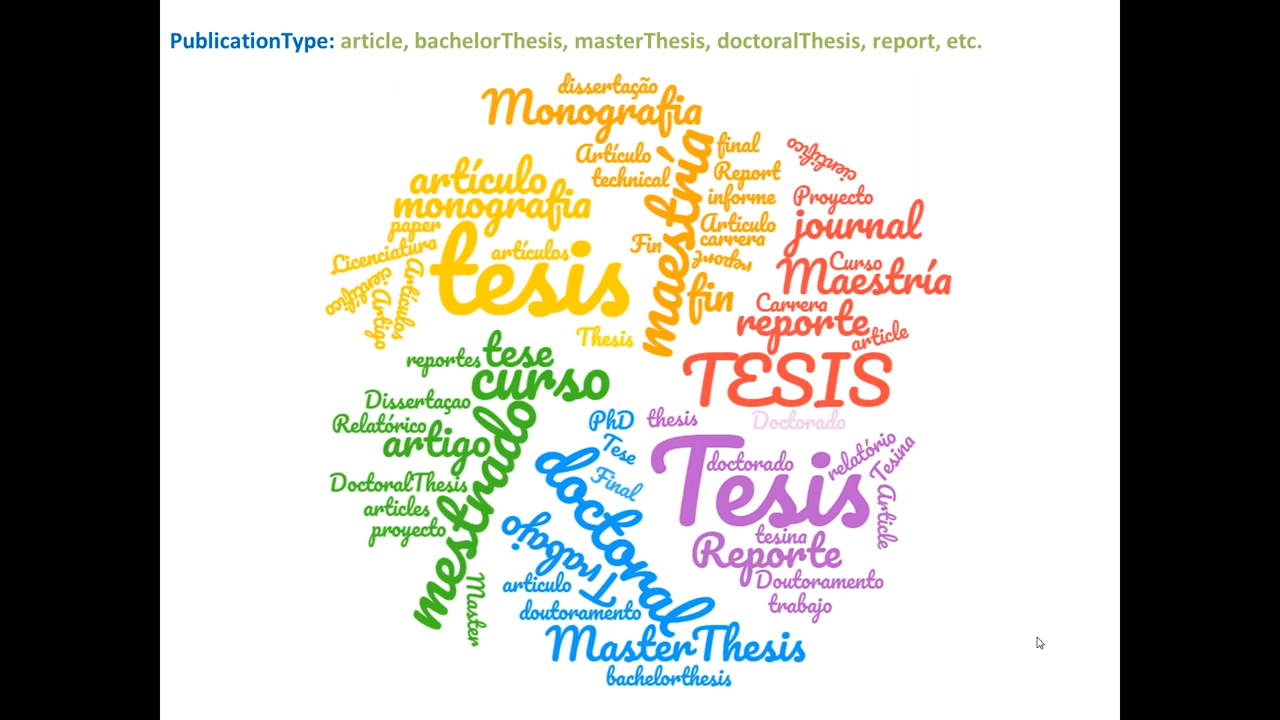 PublicationType: article, bachelorThesis, masterThesis, doctoralThesis, report, etc.
dissertação
Monografia
maestría
final
Artículo
technical
Report
informe
Articulo
carrera
Fin
report
fin
científico
Proyecto
journal
Curso
Maestría
Carrera
reporte
article
TESIS
artículo
monografia
paper
Licenciatura
artículos
tesis
científico
Artigo
Artículos
Thesis
reportes
tese
curso
Dissertaçao
Relatórico
artigo
mestrado
DoctoralThesis
articles
proyecto
Master
PhD
Tese
Final
doctoral
Trabajo
articulo
doutoramento
MasterThesis
bachelorthesis
thesis
Doctorado
Tesis
doctorado
relatório
Tesina
Article
tesina
Reporte
Doutoramento
trabajo